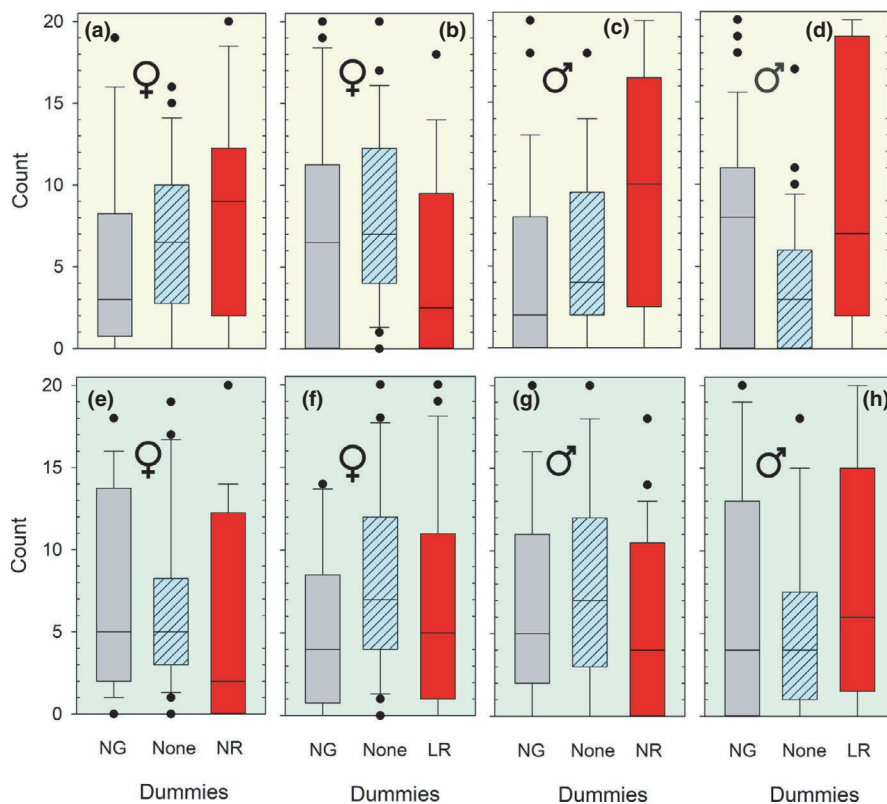 (a) (b) (c) (d)
20
15
10
5
0
Count
♀ ♀ ♂ ♂
(e) (f) (g) (h)
20
15
10
5
0
Count
♀ ♀ ♂ ♂
NG None NR NG None LR NG None NR NG None LR
Dummies Dummies Dummies Dummies